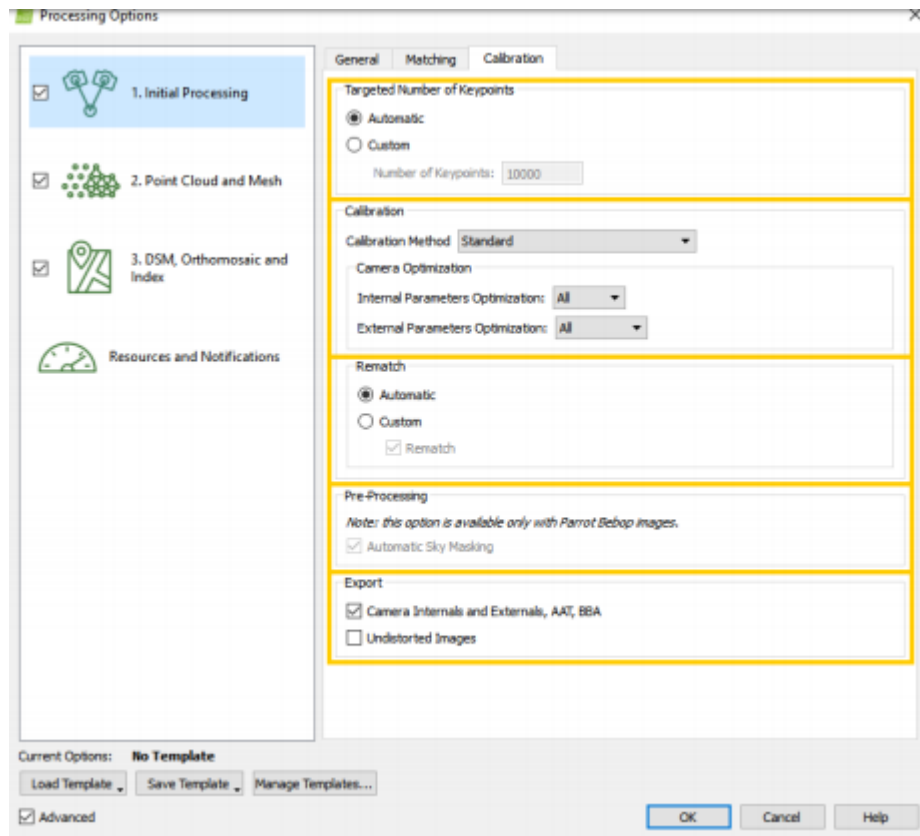 Processing Options
1. Initial Processing
2. Point Cloud and Mesh
3. DSM, Orthomosaic and
Index
Resources and Notifications
General Matching Calibration
Targeted Number of Keypoints
Automatic
Custom
Number of Keypoints: 10000
Calibration
Calibration Method Standard
Camera Optimization
Internal Parameters Optimization: All
External Parameters Optimization: All
Rematch
Automatic
Custom
Rematch
Pre-Processing
Note: this option is available only with Parrot Bebop images.
Automatic Sky Masking
Export
Camera Internals and Externals, AAT, BBA
Undistorted Images
Current Options: No Template
Load Template Save Template Manage Templates...
Advanced
OK Cancel Help